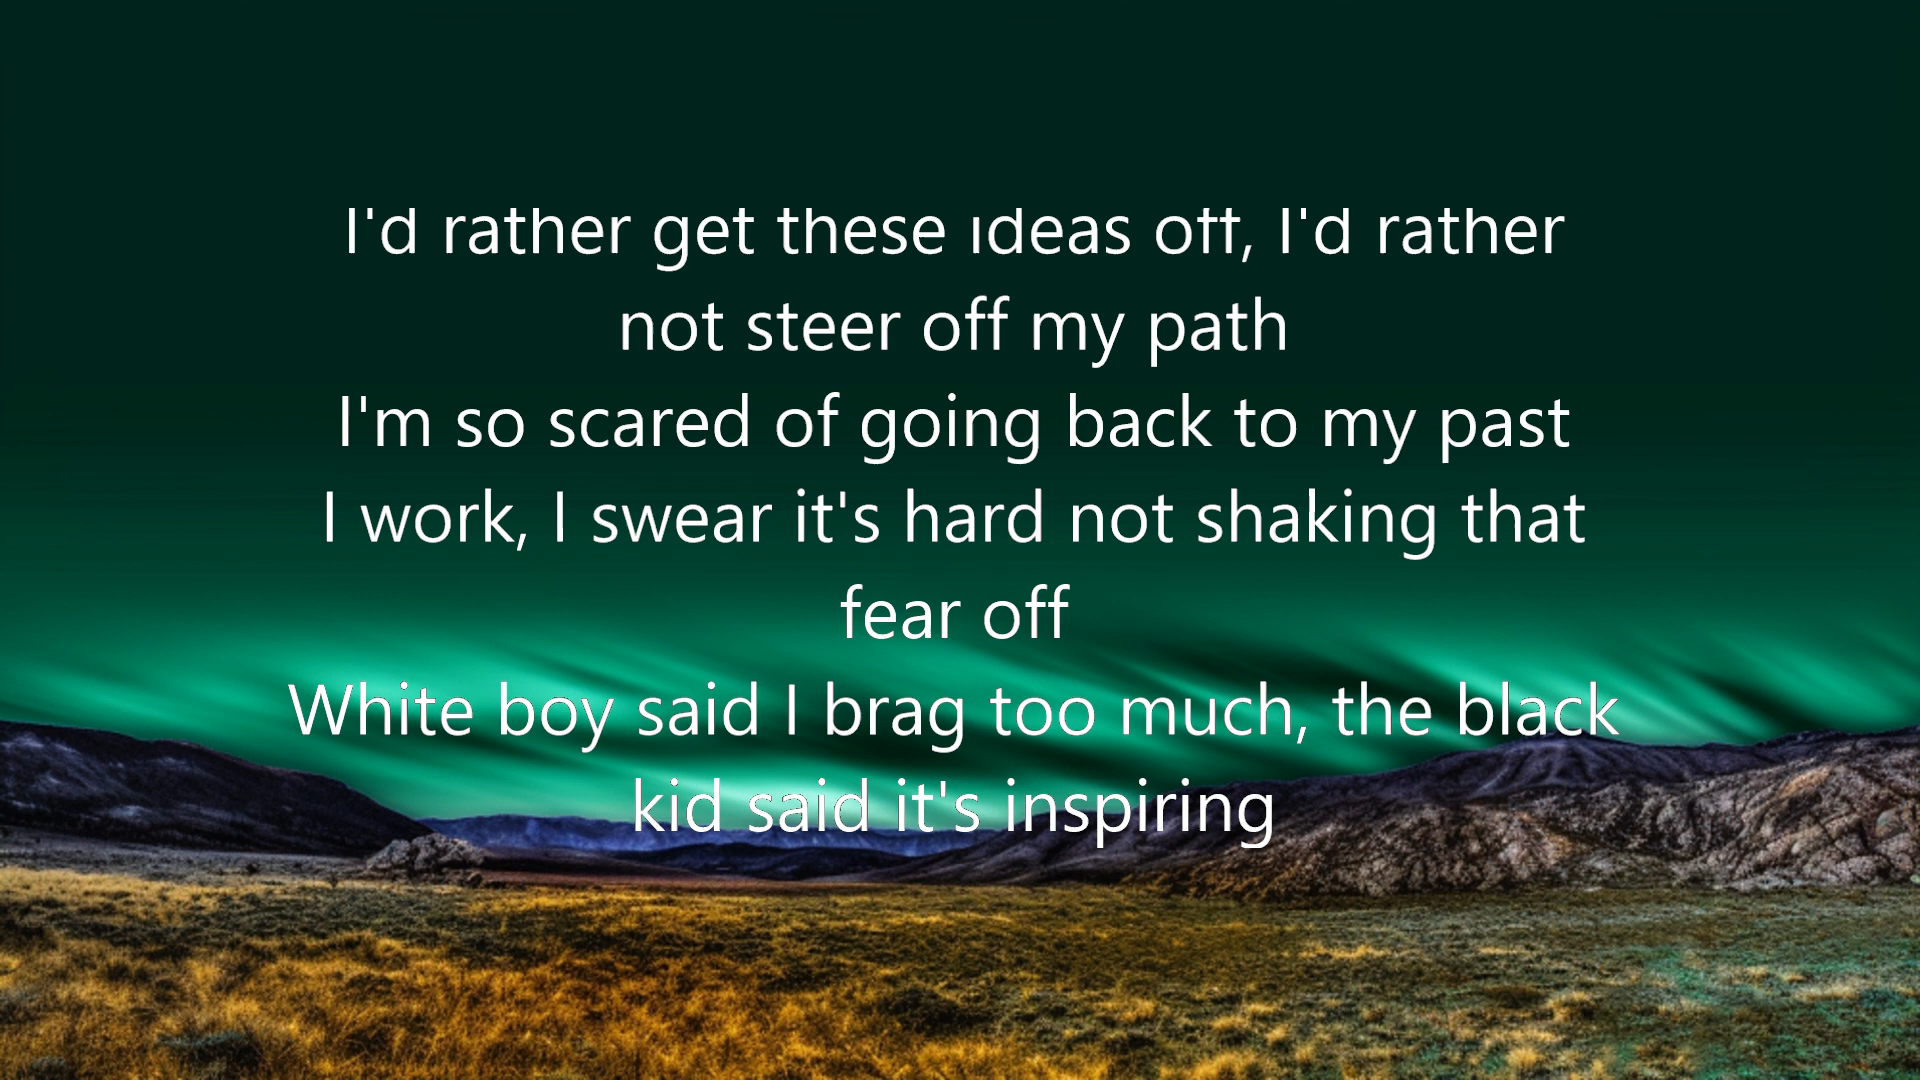 I'd rather get these ideas off, I'd rather
not steer off my path
I'm so scared of going back to my past
I work, I swear it's hard not shaking that
fear off
White boy said I brag too much, the black
kid said it's inspiring